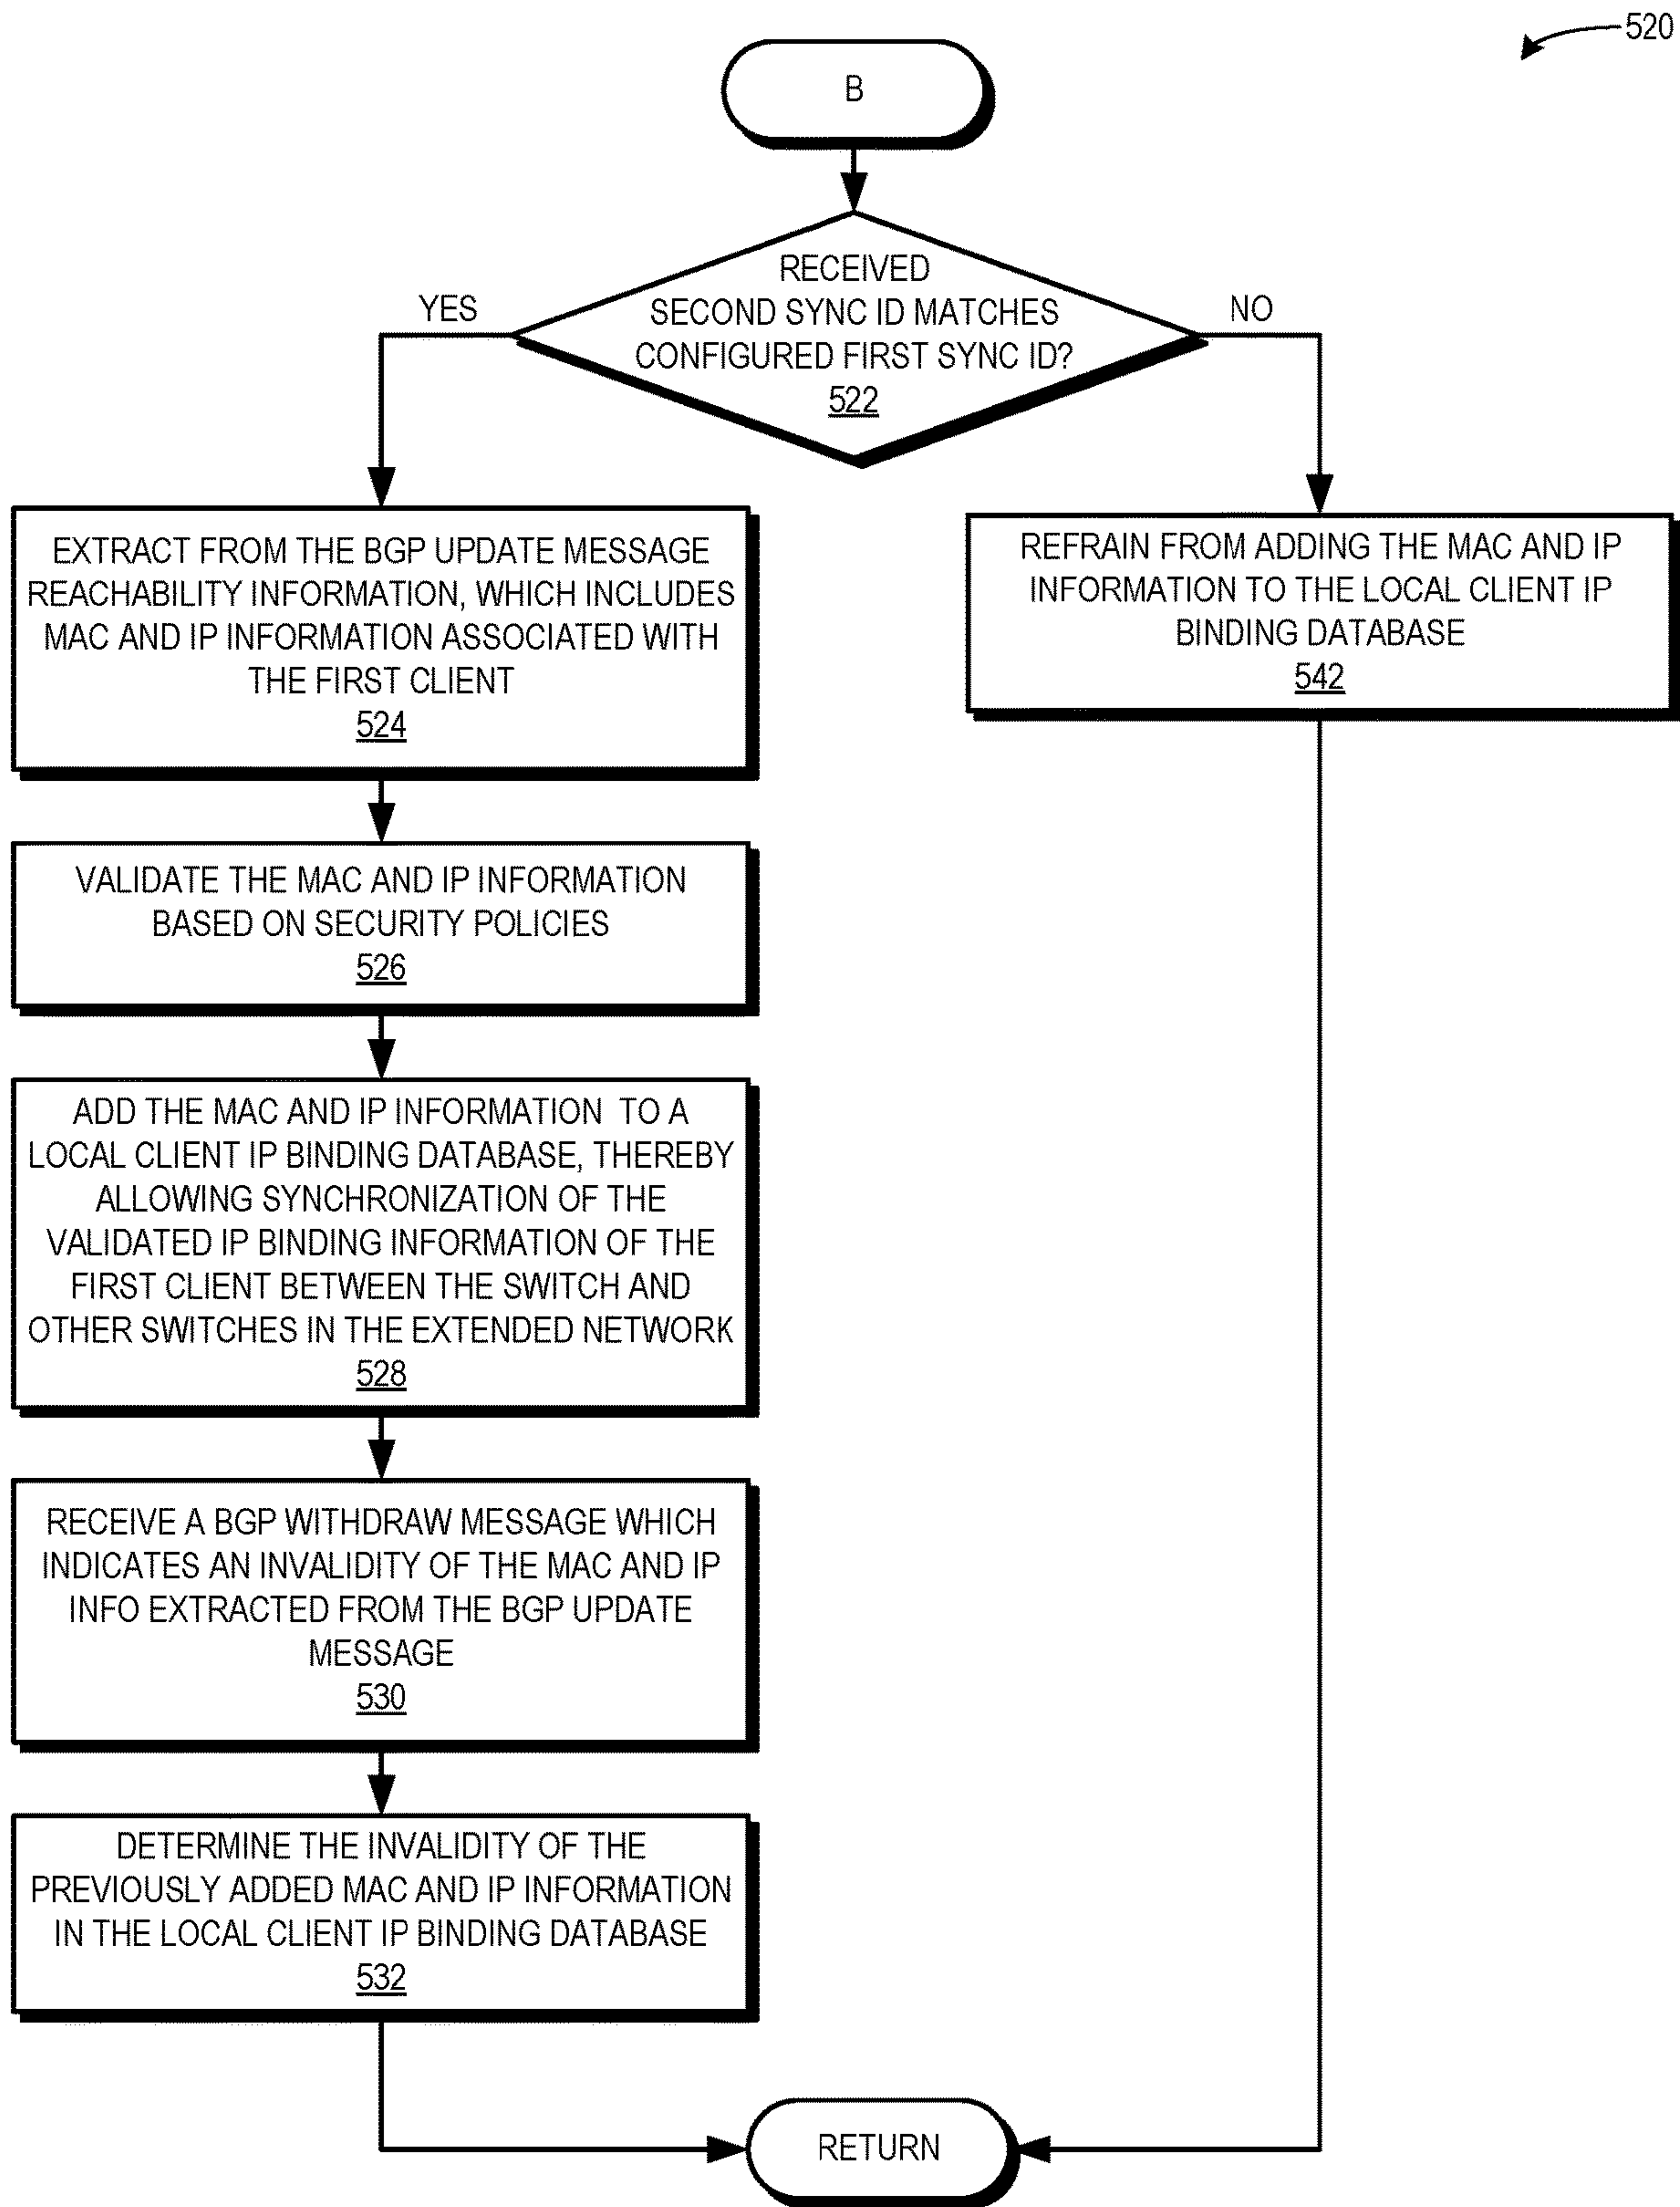 520
B
RECEIVED
SECOND SYNC ID MATCHES
CONFIGURED FIRST SYNC ID?
522
YES
NO
EXTRACT FROM THE BGP UPDATE MESSAGE
REACHABILITY INFORMATION, WHICH INCLUDES
MAC AND IP INFORMATION ASSOCIATED WITH
THE FIRST CLIENT
524
REFRAIN FROM ADDING THE MAC AND IP
INFORMATION TO THE LOCAL CLIENT IP
BINDING DATABASE
542
VALIDATE THE MAC AND IP INFORMATION
BASED ON SECURITY POLICIES
526
ADD THE MAC AND IP INFORMATION TO A
LOCAL CLIENT IP BINDING DATABASE, THEREBY
ALLOWING SYNCHRONIZATION OF THE
VALIDATED IP BINDING INFORMATION OF THE
FIRST CLIENT BETWEEN THE SWITCH AND
OTHER SWITCHES IN THE EXTENDED NETWORK
528
RECEIVE A BGP WITHDRAW MESSAGE WHICH
INDICATES AN INVALIDITY OF THE MAC AND IP
INFO EXTRACTED FROM THE BGP UPDATE
MESSAGE
530
DETERMINE THE INVALIDITY OF THE
PREVIOUSLY ADDED MAC AND IP INFORMATION
IN THE LOCAL CLIENT IP BINDING DATABASE
532
RETURN